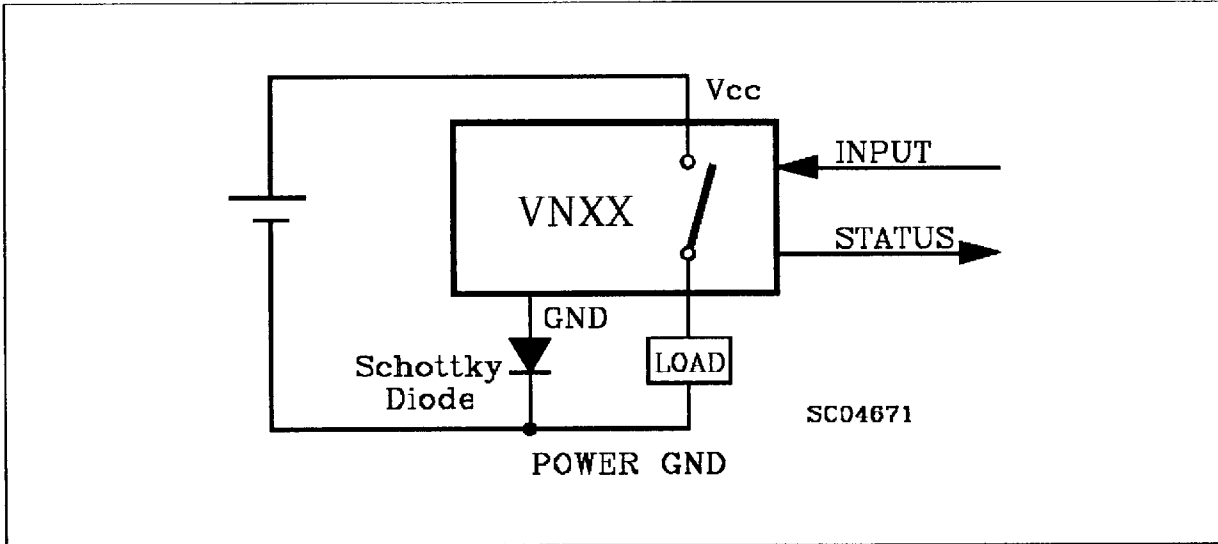 Vcc
INPUT
VNXX
STATUS
GND
Schottky
Diode
LOAD
SC04671
POWER GND